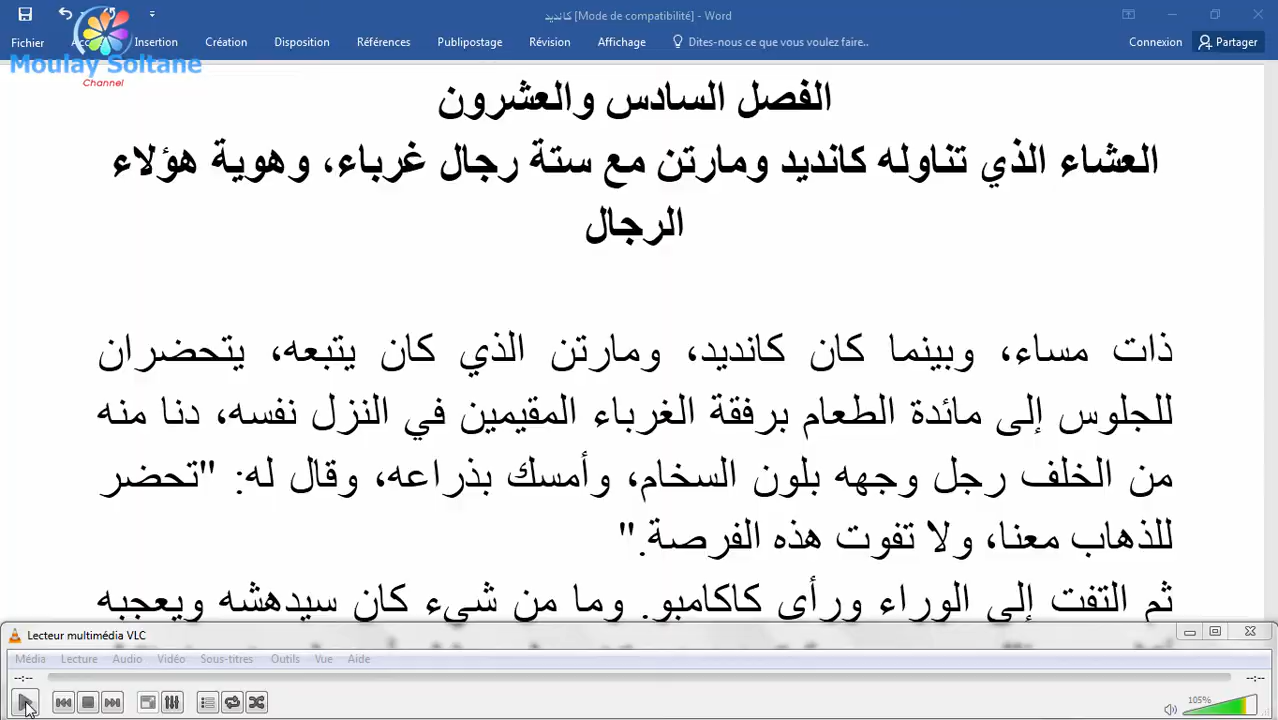 كانديد [Mode de compatibilité] - Word
Fichier Insertion Création Disposition Références Publipostage Révision Affichage Dites-nous ce que vous voulez faire.. Connexion Partager
Moulay Soltane
Channel
الفصل السادس والعشرون
العشاء الذي تناوله كانديد ومارتن مع ستة رجال غرباء، وهوية هؤلاء
الرجال
ذات مساء، وبينما كان كانديد، ومارتن الذي كان يتبعه، يتحضران
للجلوس إلى مائدة الطعام برفقة الغرباء المقيمين في النزل نفسه، دنا منه
من الخلف رجل وجهه بلون السخام، وأمسك بذراعه، وقال له: "تحضر
للذهاب معنا، ولا تفوت هذه الفرصة."
ثم التفت إلى الوراء ورأى كاكامبو. وما من شيء كان سيدهشه ويعجبه
Lecteur multimédia VLC
Média Lecture Audio Vidéo Sous-titres Outils Vue Aide
--:-- --:--
105%